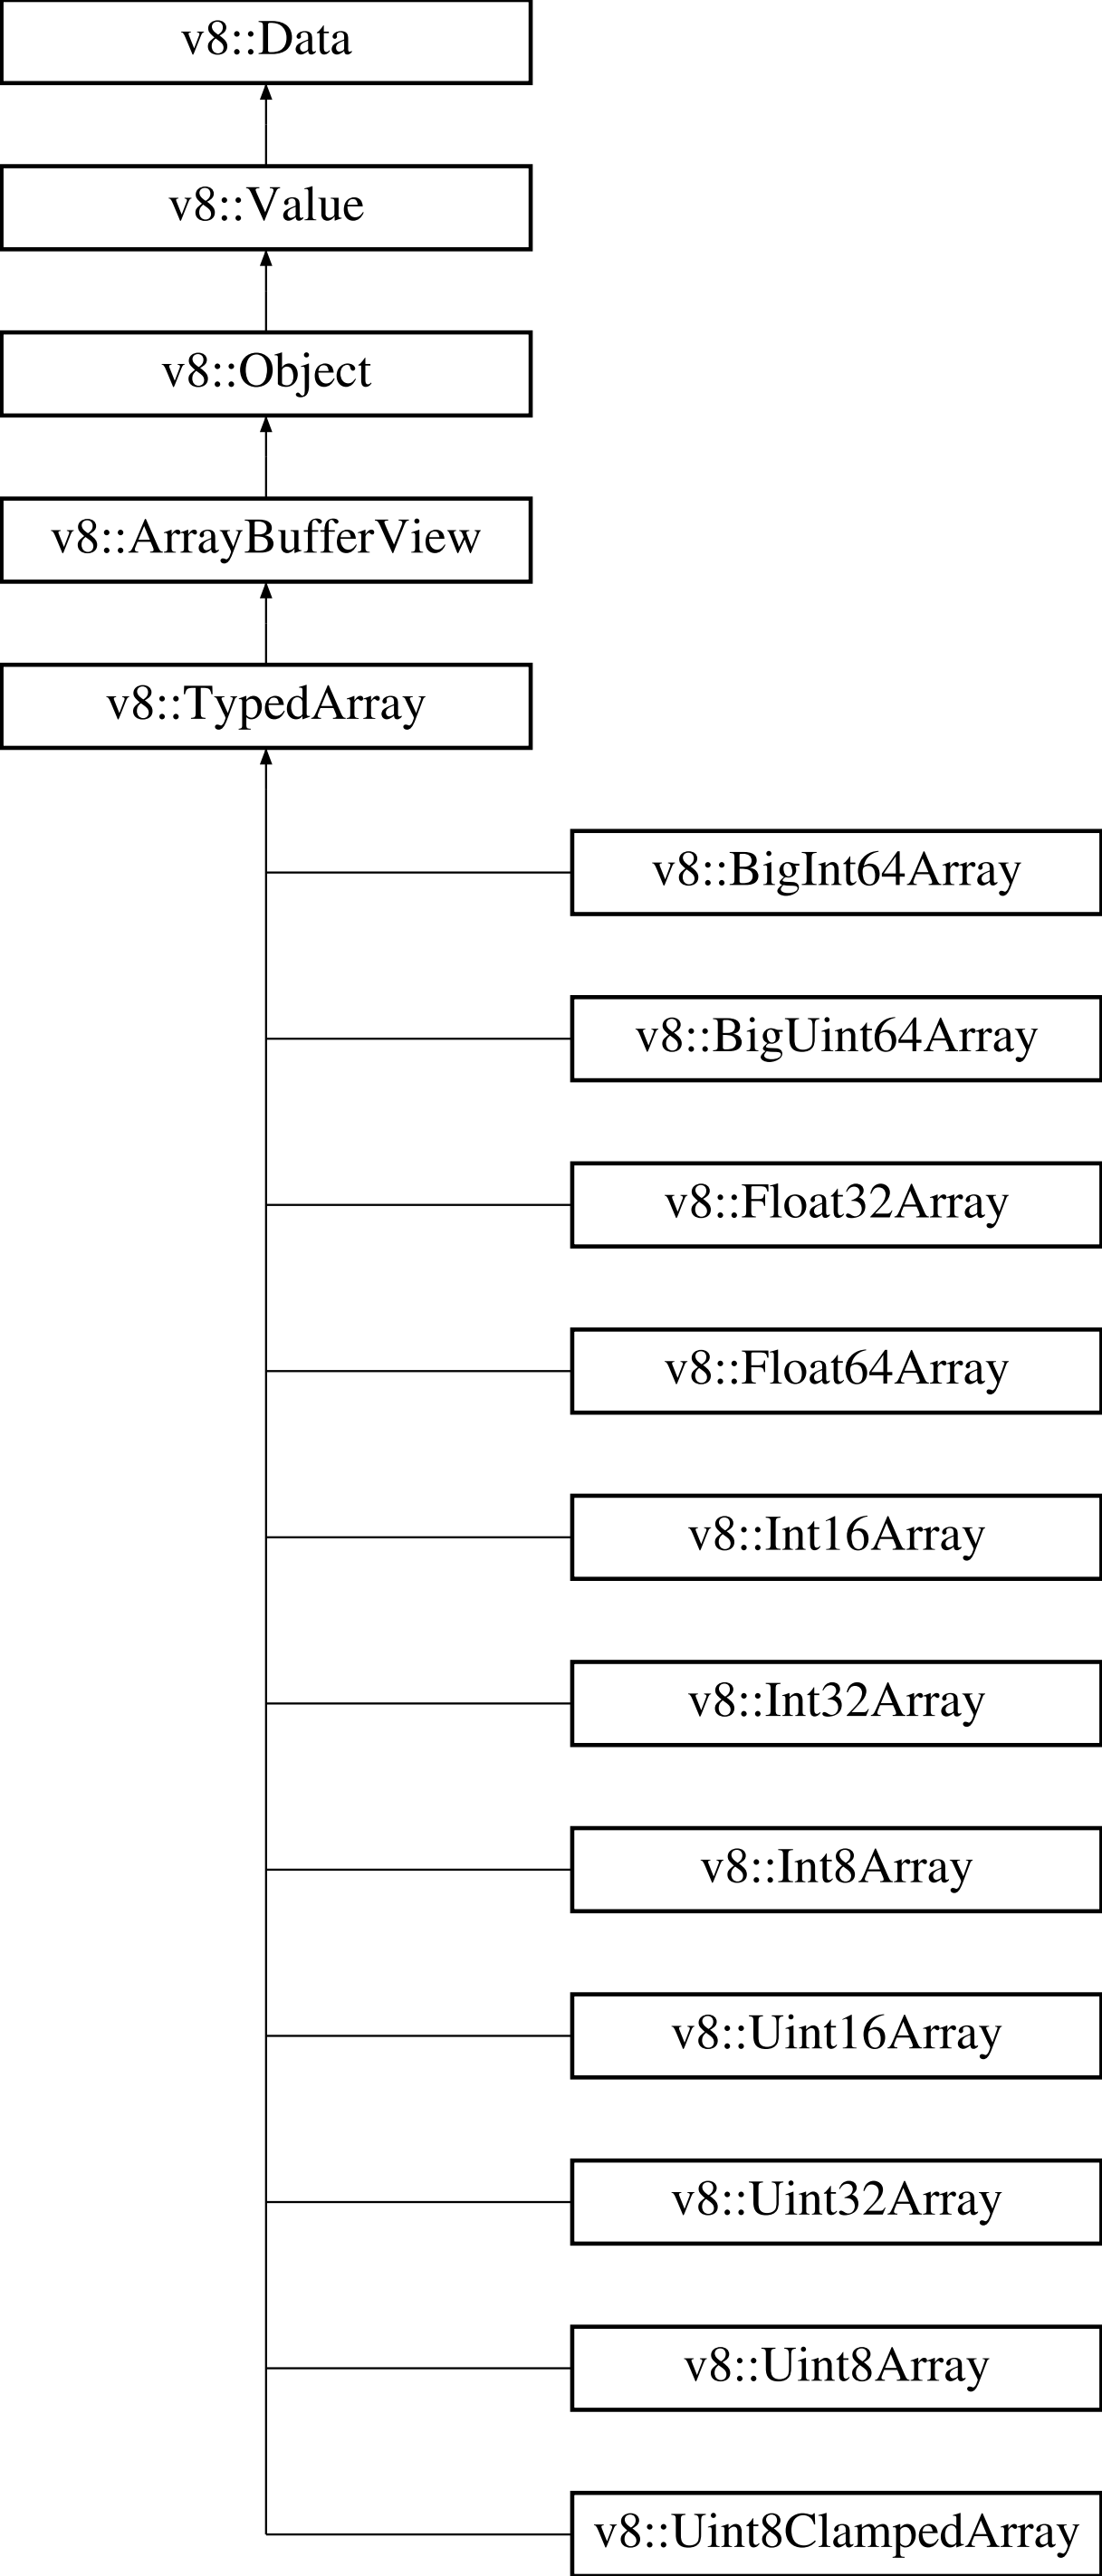 v8::Data
v8::Value
v8::Object
v8::ArrayBufferView
v8::TypedArray
v8::BigInt64Array
v8::BigUint64Array
v8::Float32Array
v8::Float64Array
v8::Int16Array
v8::Int32Array
v8::Int8Array
v8::Uint16Array
v8::Uint32Array
v8::Uint8Array
v8::Uint8ClampedArray